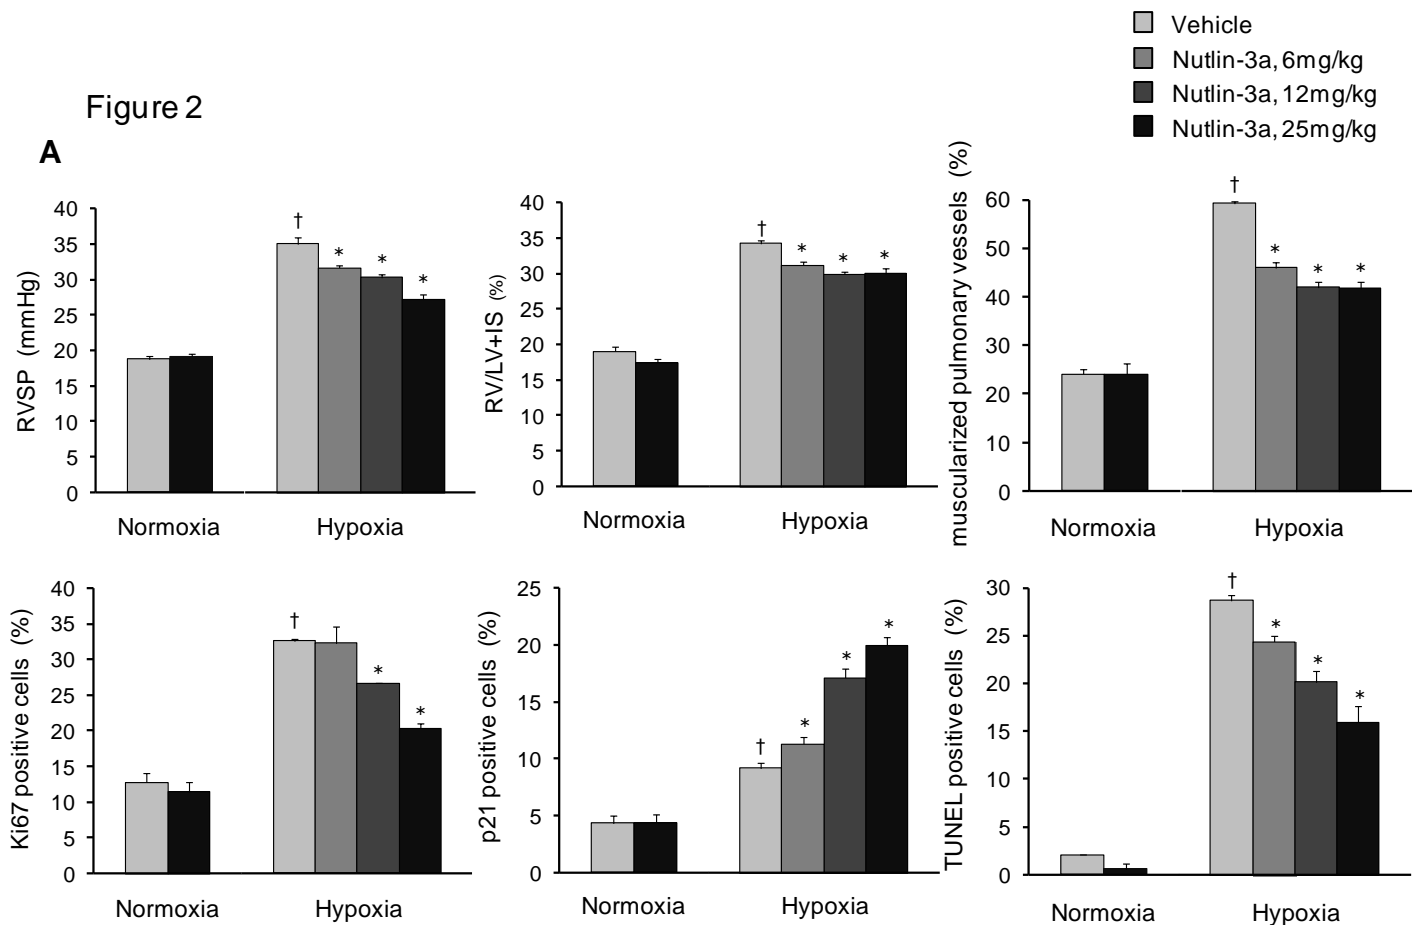 Vehicle
Nutlin-3a, 6mg/kg
Nutlin-3a, 12mg/kg
Nutlin-3a, 25mg/kg
Figure 2
A
RVSP (mmHg)
40
35
30
25
20
15
10
5
0
†
*
*
*
Normoxia
Hypoxia
RV/LV+IS (%)
40
35
30
25
20
15
10
5
0
†
*
*
*
Normoxia
Hypoxia
muscularized pulmonary vessels (%)
60
50
40
30
20
10
0
†
*
*
*
Normoxia
Hypoxia
Ki67 positive cells (%)
40
35
30
25
20
15
10
5
0
†
*
*
Normoxia
Hypoxia
p21 positive cells (%)
25
20
15
10
5
0
†
*
*
*
Normoxia
Hypoxia
TUNEL positive cells (%)
30
25
20
15
10
5
0
†
*
*
*
Normoxia
Hypoxia